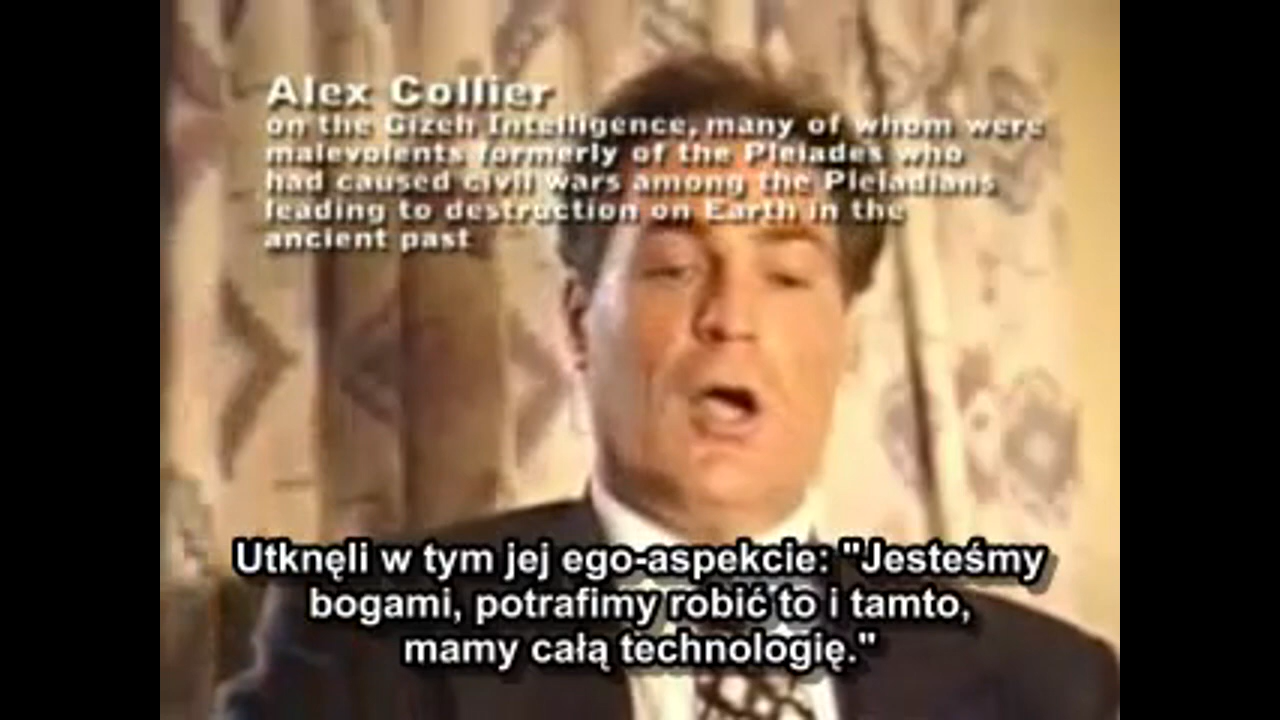 Alex Collier
on the Gizeh Intelligence, many of whom were
malevolents formerly of the Pleiades who
had caused civil wars among the Pleiadians
leading to destruction on Earth in the
ancient past
Utknęli w tym jej ego-aspekcie: "Jesteśmy
bogami, potrafimy robić to i tamto,
mamy całą technologię."